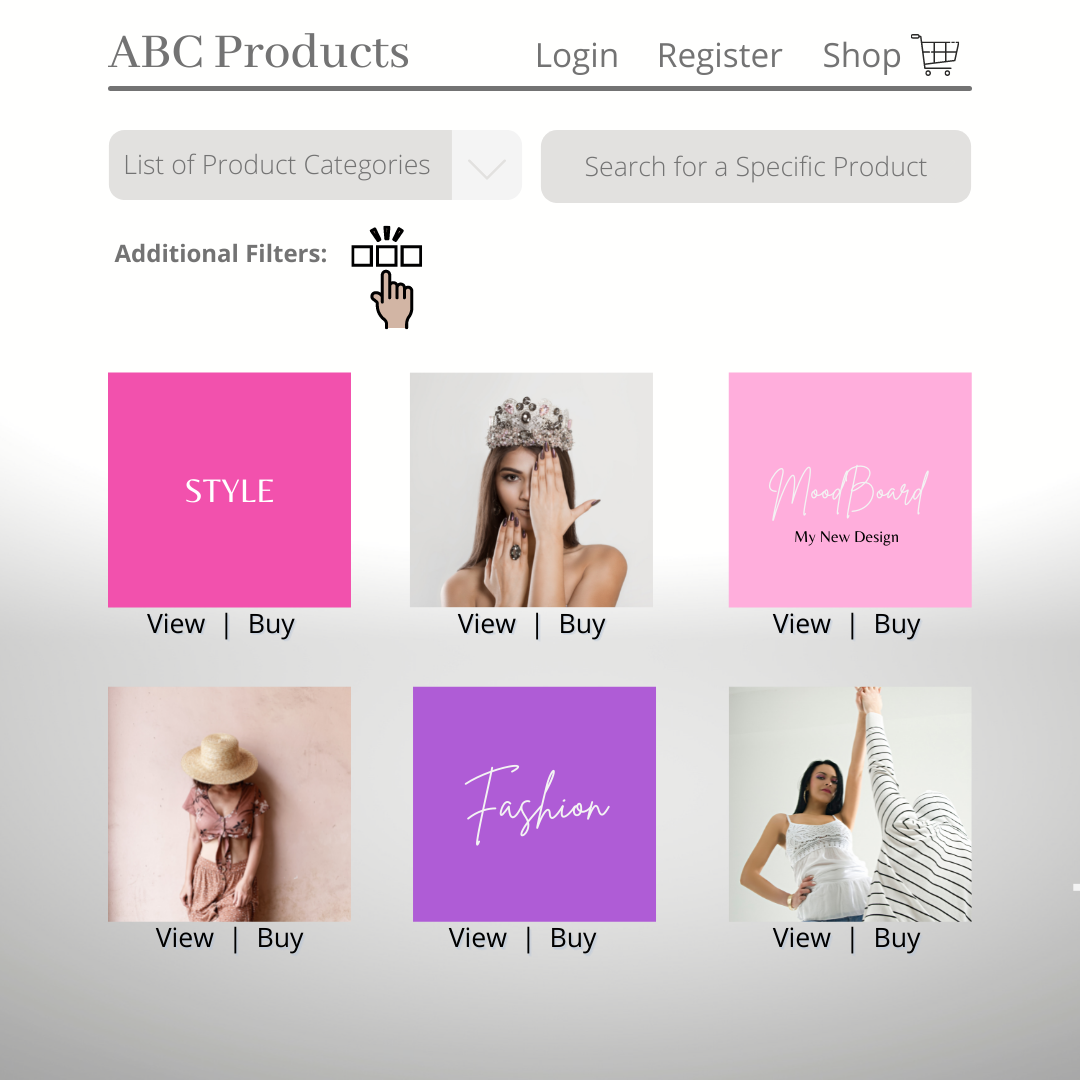 ABC Products
Login Register Shop
List of Product Categories
Search for a Specific Product
Additional Filters:
STYLE
MoodBoard
My New Design
View | Buy
View | Buy
View | Buy
Fashion
View | Buy
View | Buy
View | Buy